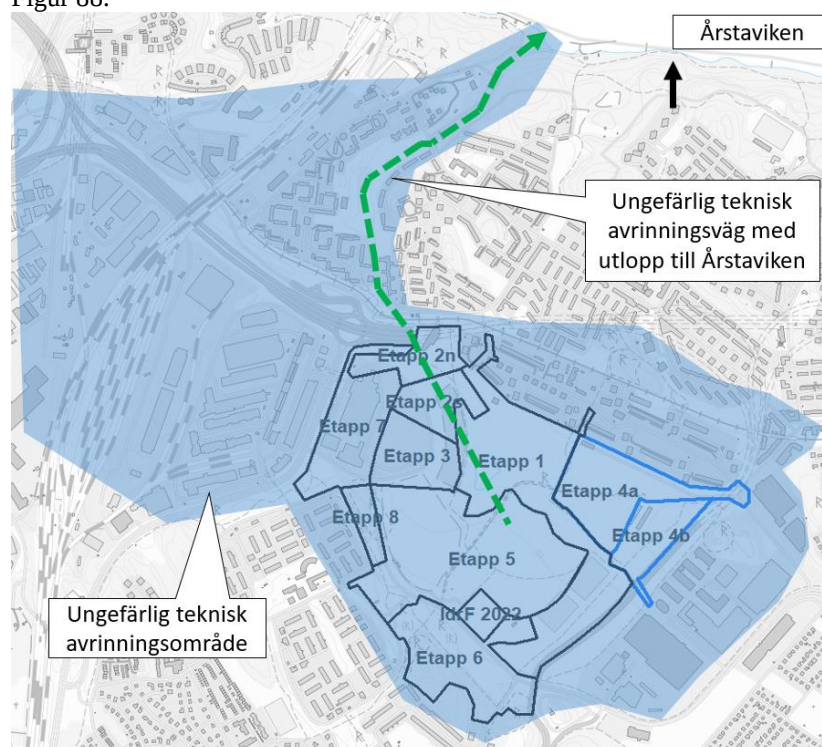 Figur 88.
Årstaviken
Ungefärlig teknisk
avrinningsväg med
utlopp till Årstaviken
Etapp 2n
Etapp 2s
Etapp 7
Etapp 3
Etapp 1
Etapp 4a
Etapp 8
Etapp 4b
Etapp 5
IdrF 2022
Ungefärlig teknisk
avrinningsområde
Etapp 6